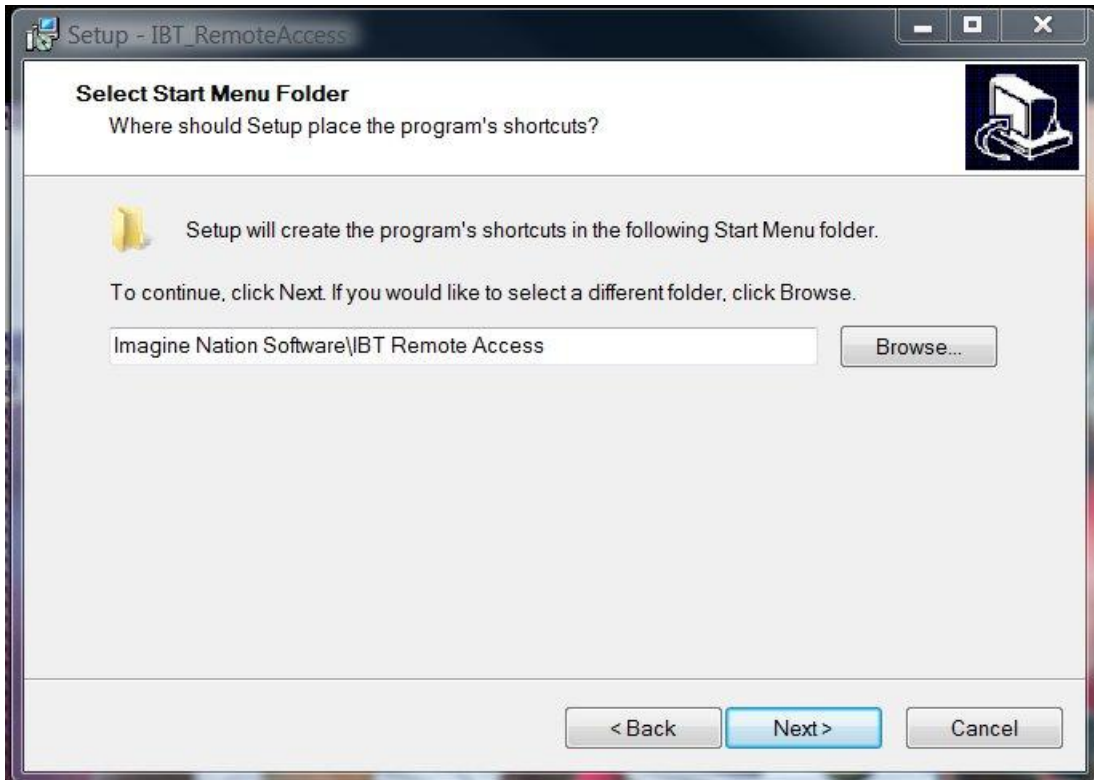 Setup - IBT_RemoteAccess
Select Start Menu Folder
Where should Setup place the program's shortcuts?
Setup will create the program's shortcuts in the following Start Menu folder.
To continue, click Next. If you would like to select a different folder, click Browse.
Imagine Nation Software\IBT Remote Access
Browse...
< Back
Next >
Cancel